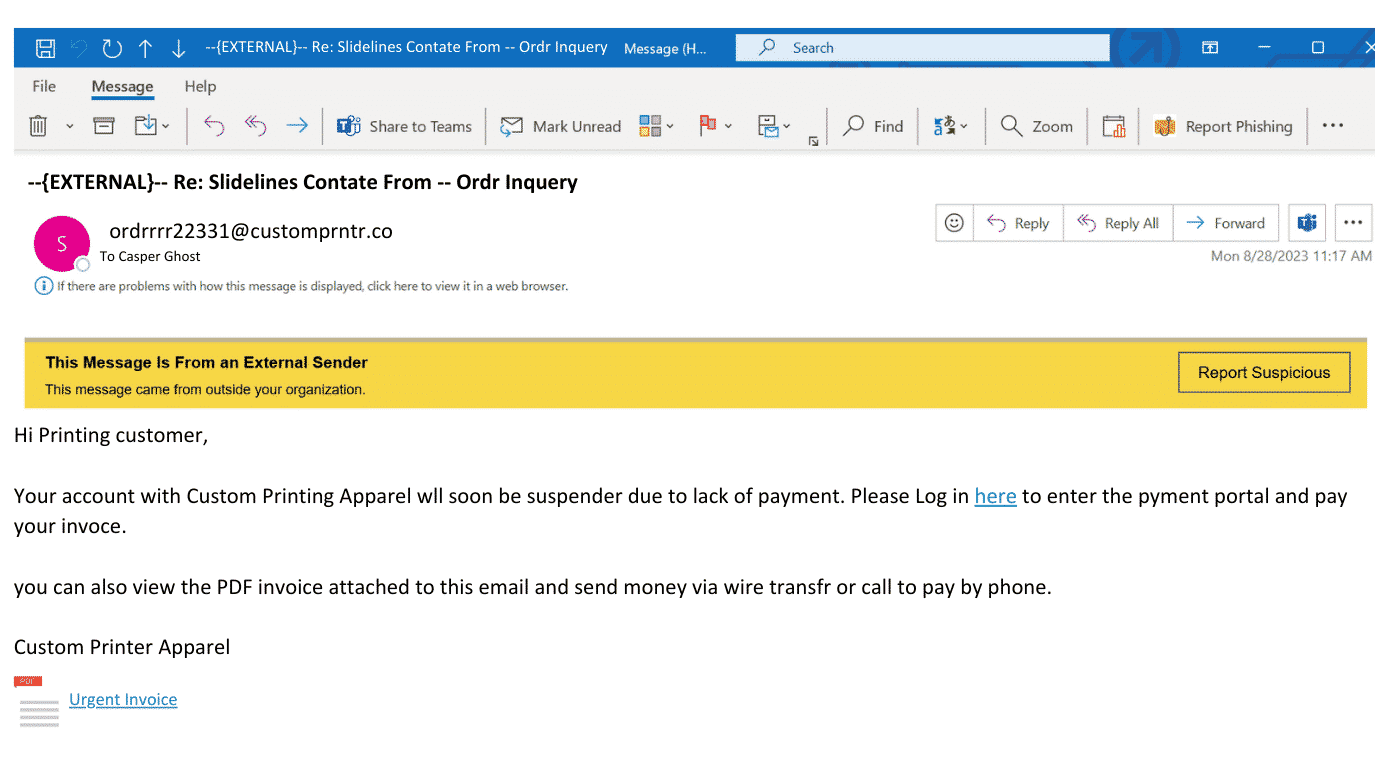 --{EXTERNAL}-- Re: Slidelines Contate From -- Ordr Inquery Message (H... Search
File Message Help
Share to Teams Mark Unread Find Zoom Report Phishing
--{EXTERNAL}-- Re: Slidelines Contate From -- Ordr Inquery
S ordrrrr22331@customprntr.co
Reply Reply All Forward
To Casper Ghost
Mon 8/28/2023 11:17 AM
If there are problems with how this message is displayed, click here to view it in a web browser.
This Message Is From an External Sender
This message came from outside your organization.
Report Suspicious
Hi Printing customer,
Your account with Custom Printing Apparel wll soon be suspender due to lack of payment. Please Log in here to enter the pyment portal and pay
your invoce.
you can also view the PDF invoice attached to this email and send money via wire transfr or call to pay by phone.
Custom Printer Apparel
PDF
Urgent Invoice